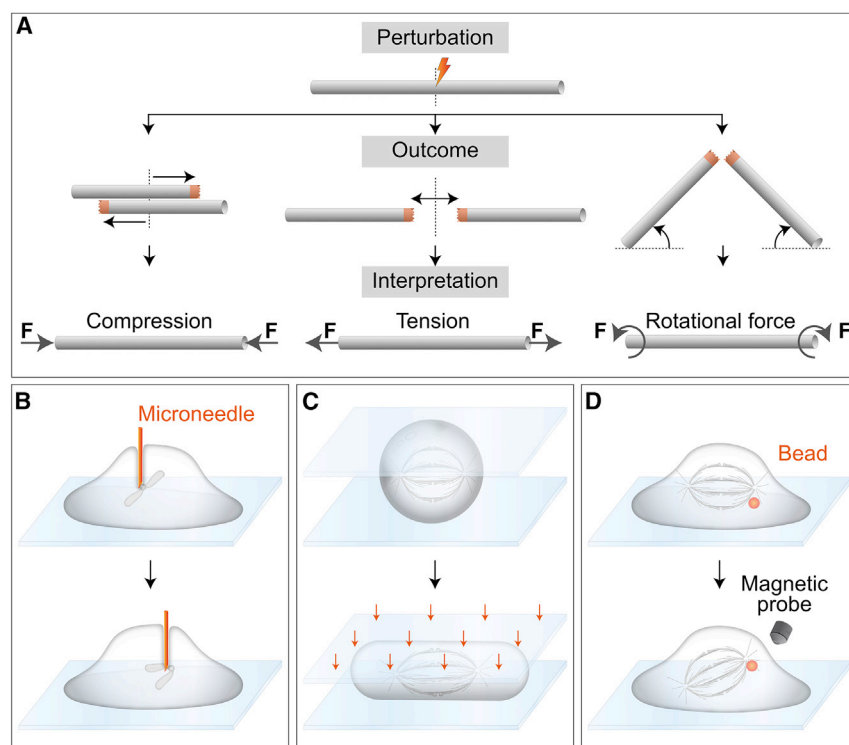 A
Perturbation
Outcome
Interpretation
F Compression F
F Tension F
F Rotational force F
B
Microneedle
C
D
Bead
Magnetic
probe